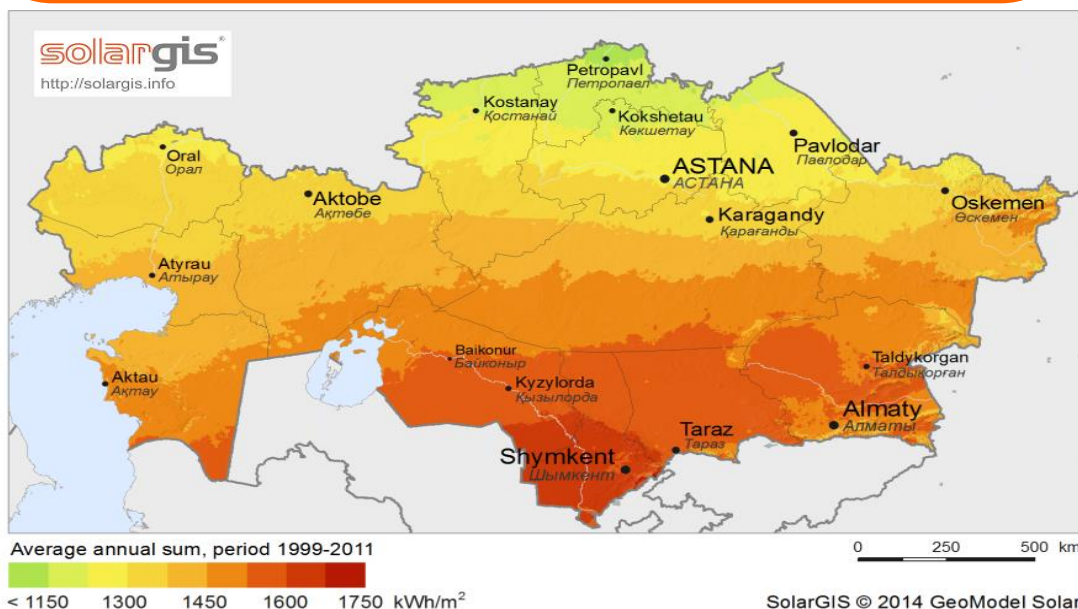 solargis®
http://solargis.info
Petropavl
Петропавл
Kostanay
Қостанай
Kokshetau
Көкшетау
Pavlodar
Павлодар
Oral
Орал
ASTANA
АСТАНА
Aktobe
Ақтөбе
Oskemen
Өскемен
Karagandy
Қарағанды
Atyrau
Атырау
Baikonur
Байконыр
Taldykorgan
Талдықорған
Aktau
Ақтау
Kyzylorda
Қызылорда
Almaty
Алматы
Taraz
Тараз
Shymkent
Шымкент
Average annual sum, period 1999-2011
0 250 500 km
< 1150 1300 1450 1600 1750 kWh/m²
SolarGIS © 2014 GeoModel Solar